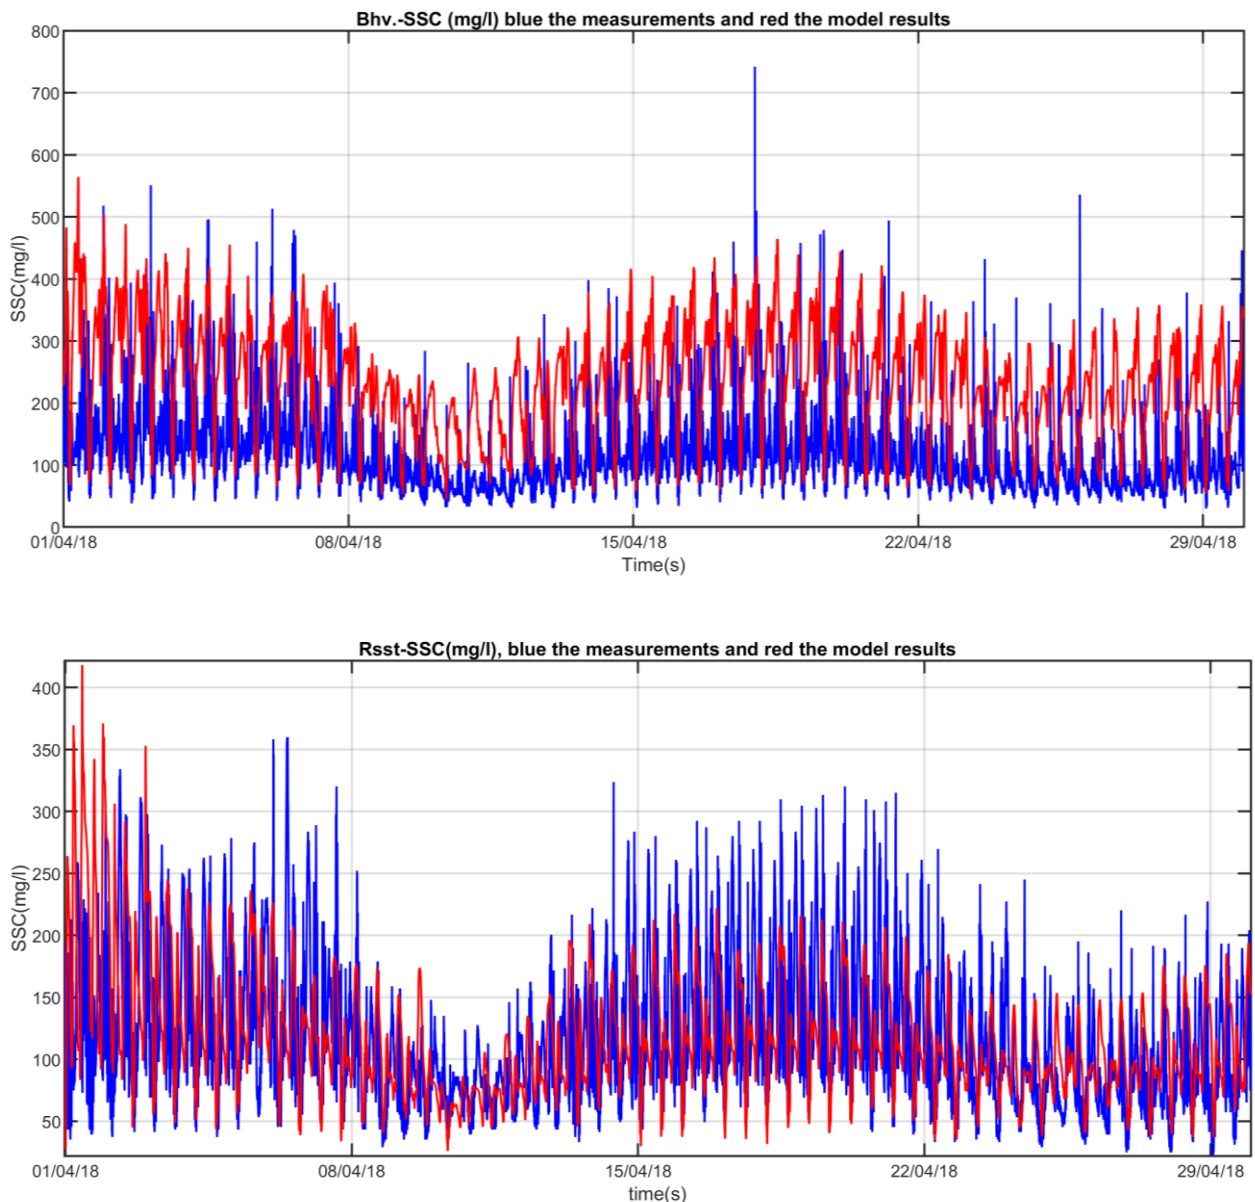 Bhv.-SSC (mg/l) blue the measurements and red the model results
800
700
600
500
400
300
200
100
0
SSC(mg/l)
01/04/18 08/04/18 15/04/18 22/04/18 29/04/18
Time(s)
Rsst-SSC(mg/l), blue the measurements and red the model results
400
350
300
250
200
150
100
50
SSC(mg/l)
01/04/18 08/04/18 15/04/18 22/04/18 29/04/18
time(s)